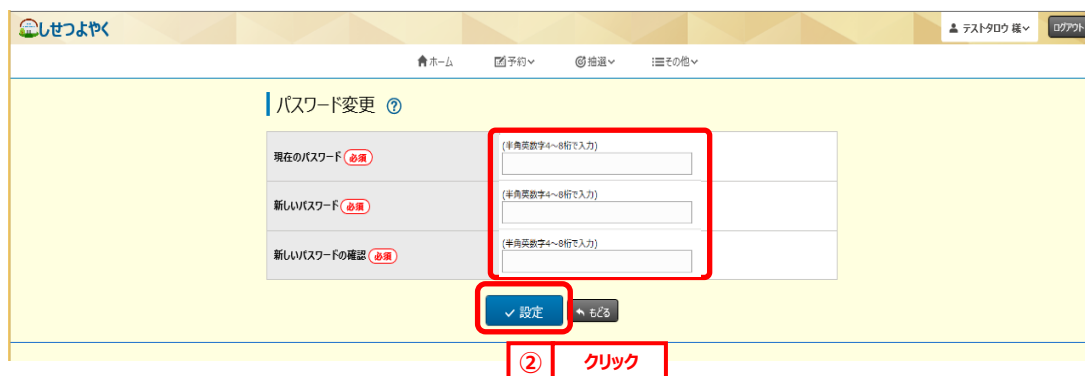 しせつよやく
テストタロウ 様
ログアウト
ホーム 予約 抽選 その他
パスワード変更 ?
現在のパスワード 必須 (半角英数字4～8桁で入力)
新しいパスワード 必須 (半角英数字4～8桁で入力)
新しいパスワードの確認 必須 (半角英数字4～8桁で入力)
設定 もどる
② クリック